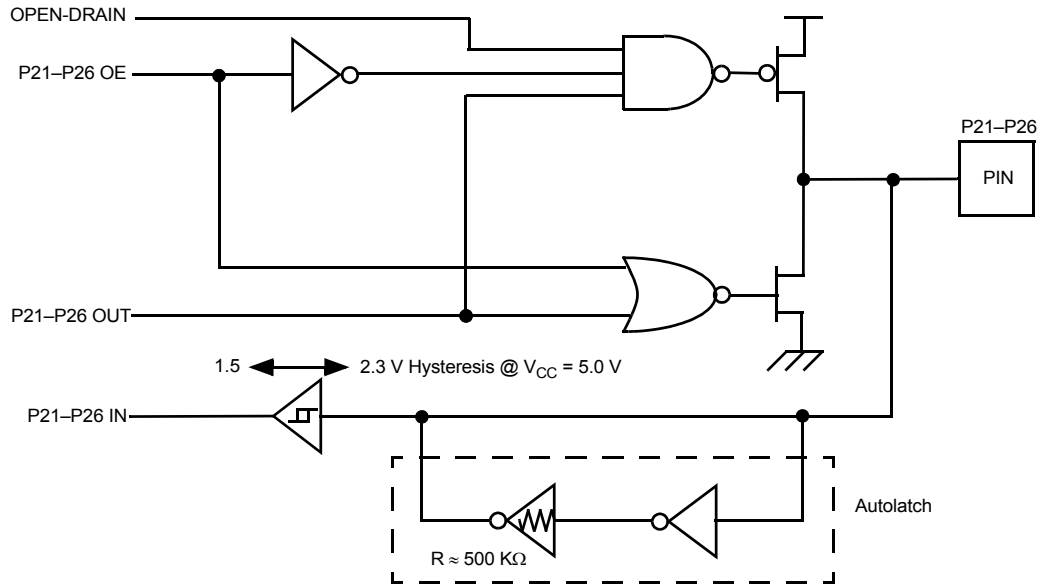 OPEN-DRAIN
P21–P26 OE
P21–P26
PIN
P21–P26 OUT
1.5
2.3 V Hysteresis @ VCC = 5.0 V
P21–P26 IN
Autolatch
R ≈ 500 KΩ